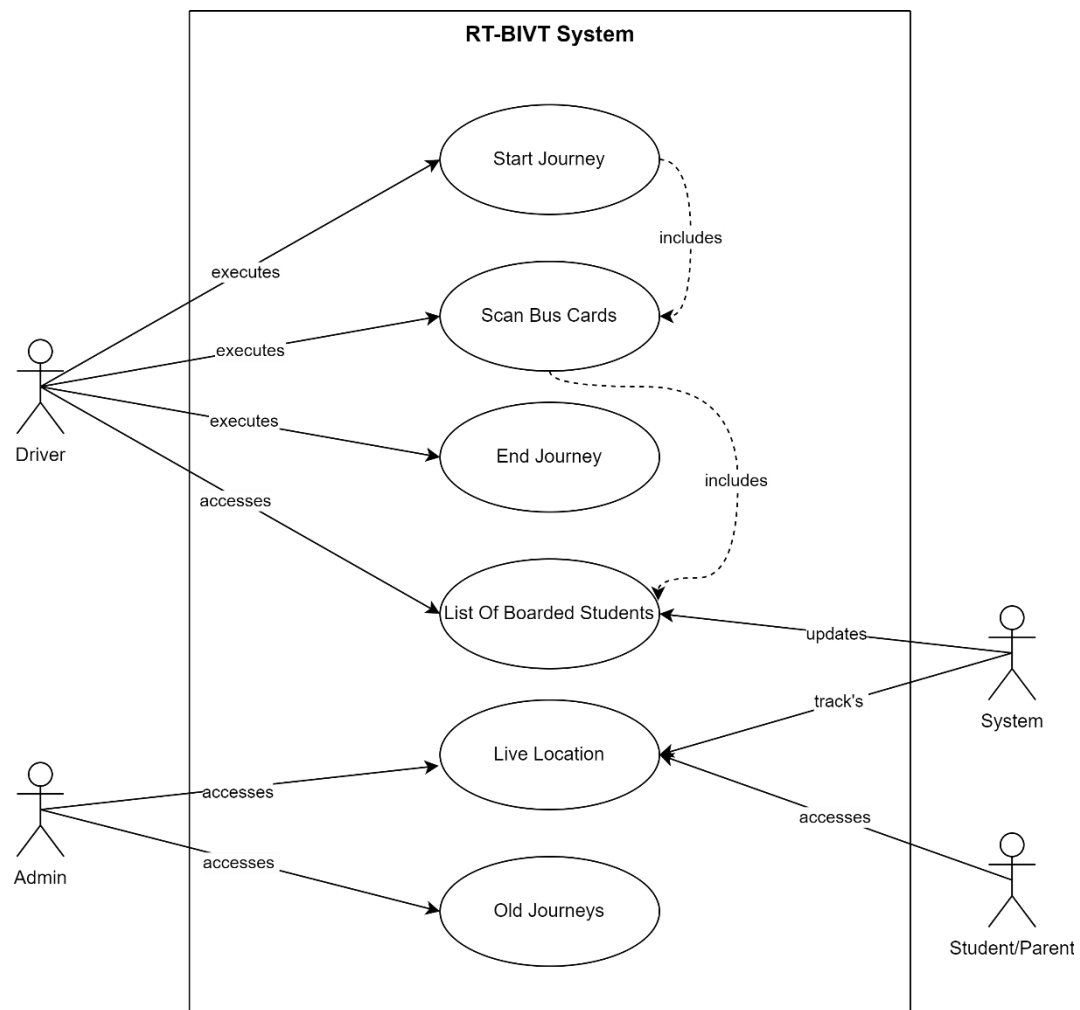 RT-BIVT System
Start Journey
includes
executes
Scan Bus Cards
executes
executes
Driver
End Journey
includes
accesses
List Of Boarded Students
updates
System
track's
Live Location
accesses
accesses
Admin
accesses
Old Journeys
Student/Parent